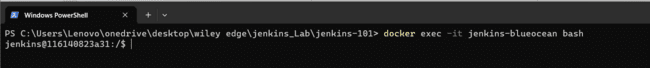 Windows PowerShell
PS C:\Users\Lenovo\onedrive\desktop\wiley edge\jenkins_Lab\jenkins-101> docker exec -it jenkins-blueocean bash
jenkins@116140823a31:/$